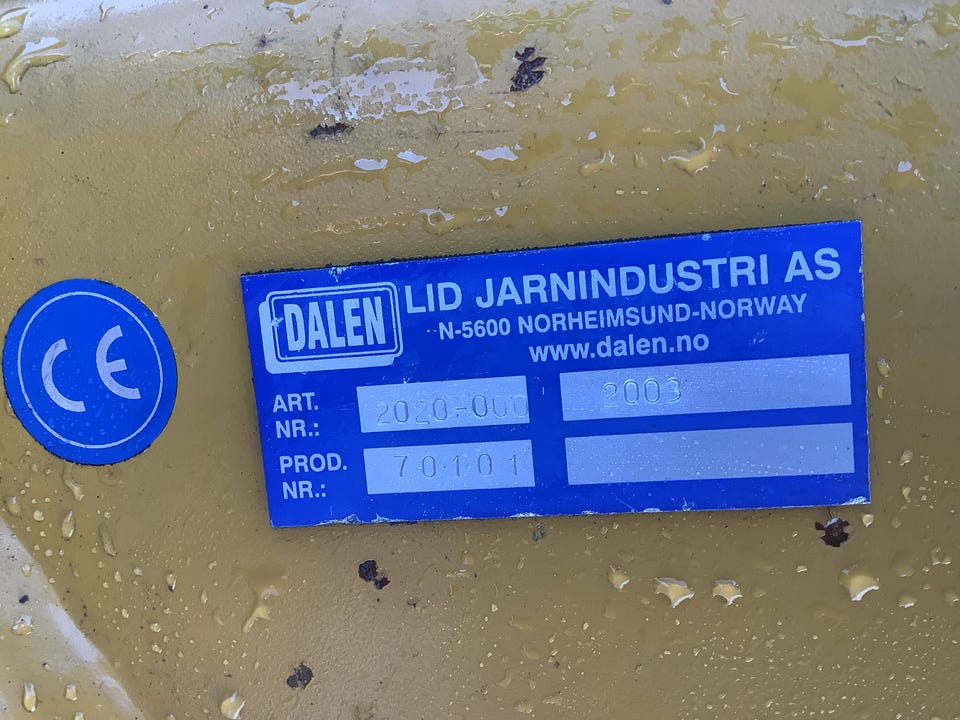 CE
DALEN
LID JARNINDUSTRI AS
N-5600 NORHEIMSUND-NORWAY
www.dalen.no
ART. NR.: 2020-000 2003
PROD. NR.: 70101